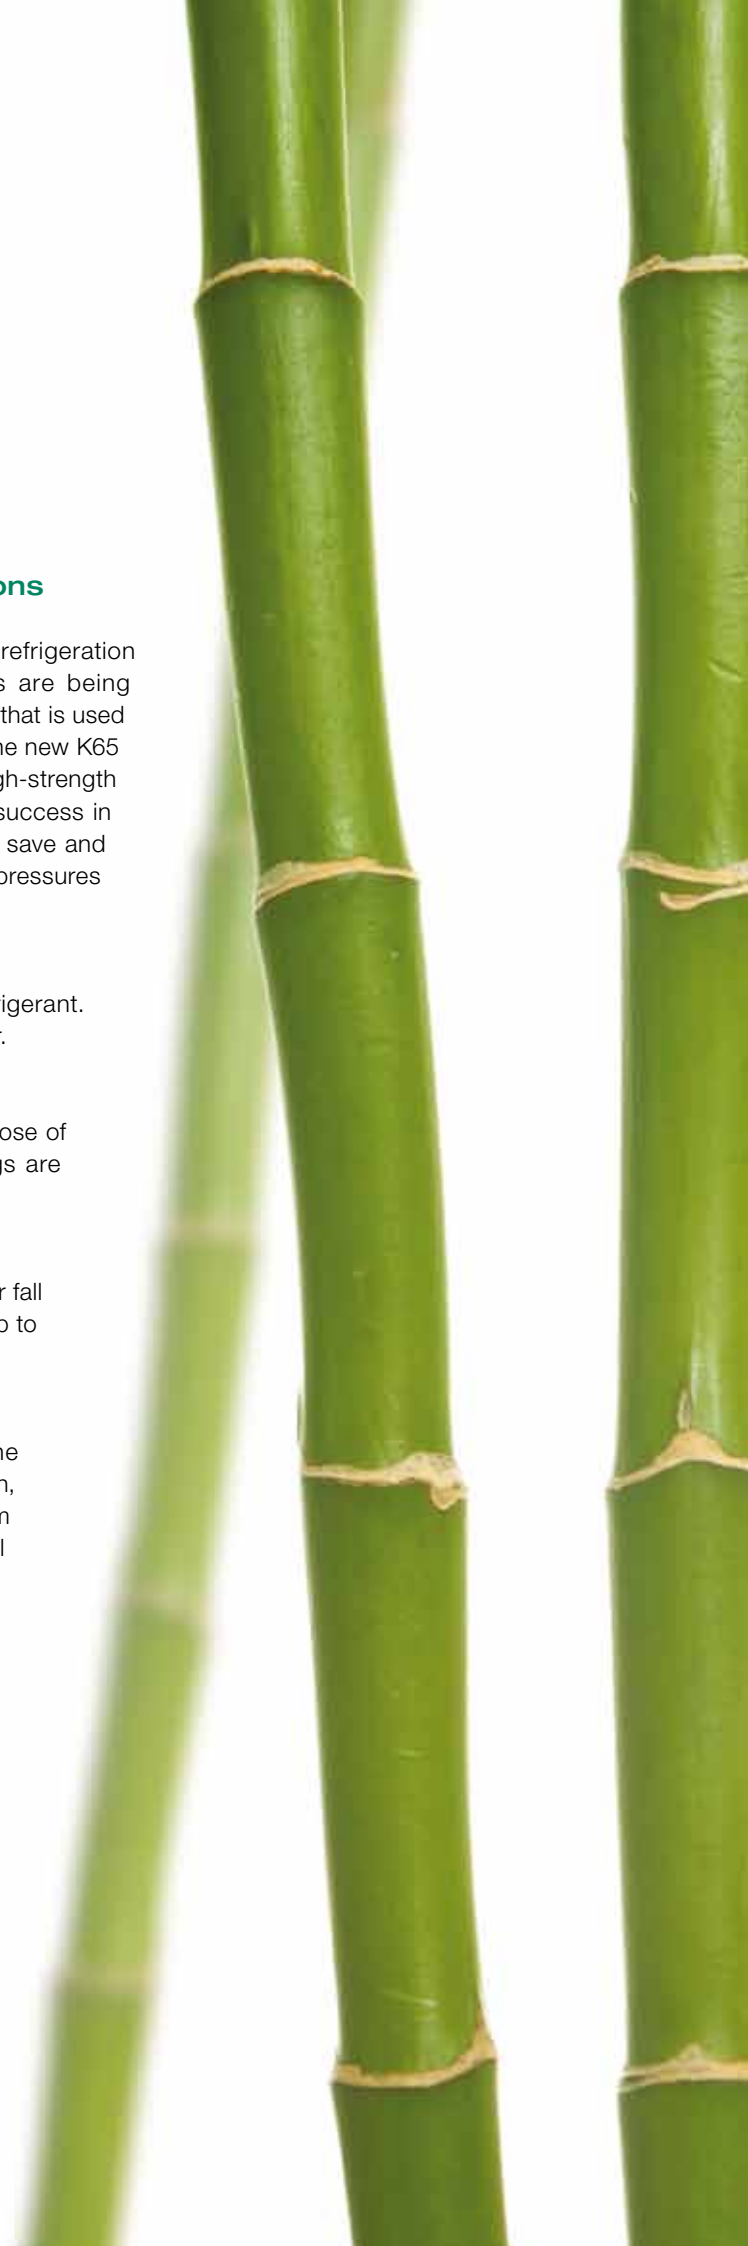 ons
refrigeration
s are being
that is used
he new K65
gh-strength
success in
save and
pressures
igerant.
r.
ose of
gs are
r fall
p to
me
n,
m
l